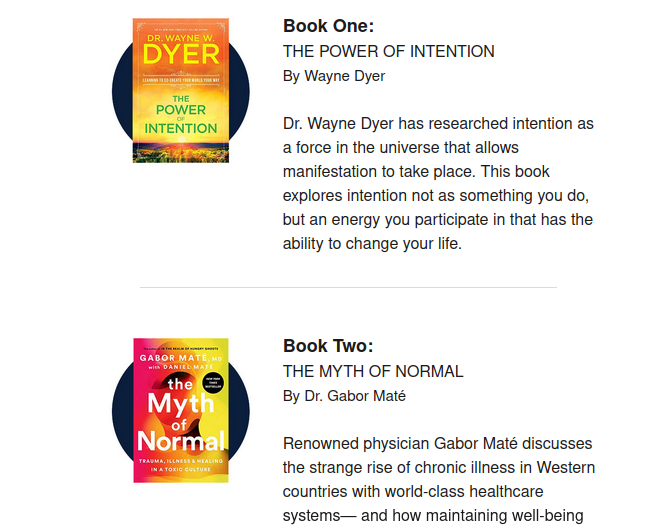 DR. WAYNE W.
DYER
LEARNING TO CO-CREATE YOUR WORLD YOUR WAY
THE
POWER
OF
INTENTION
Book One:
THE POWER OF INTENTION
By Wayne Dyer
Dr. Wayne Dyer has researched intention as
a force in the universe that allows
manifestation to take place. This book
explores intention not as something you do,
but an energy you participate in that has the
ability to change your life.
GABOR MATÉ, MD
with DANIEL MATÉ
NEW YORK
TIMES
BESTSELLER
the
Myth
of
Normal
TRAUMA, ILLNESS & HEALING
IN A TOXIC CULTURE
Book Two:
THE MYTH OF NORMAL
By Dr. Gabor Maté
Renowned physician Gabor Maté discusses
the strange rise of chronic illness in Western
countries with world-class healthcare
systems— and how maintaining well-being